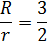 R/r = 3/2